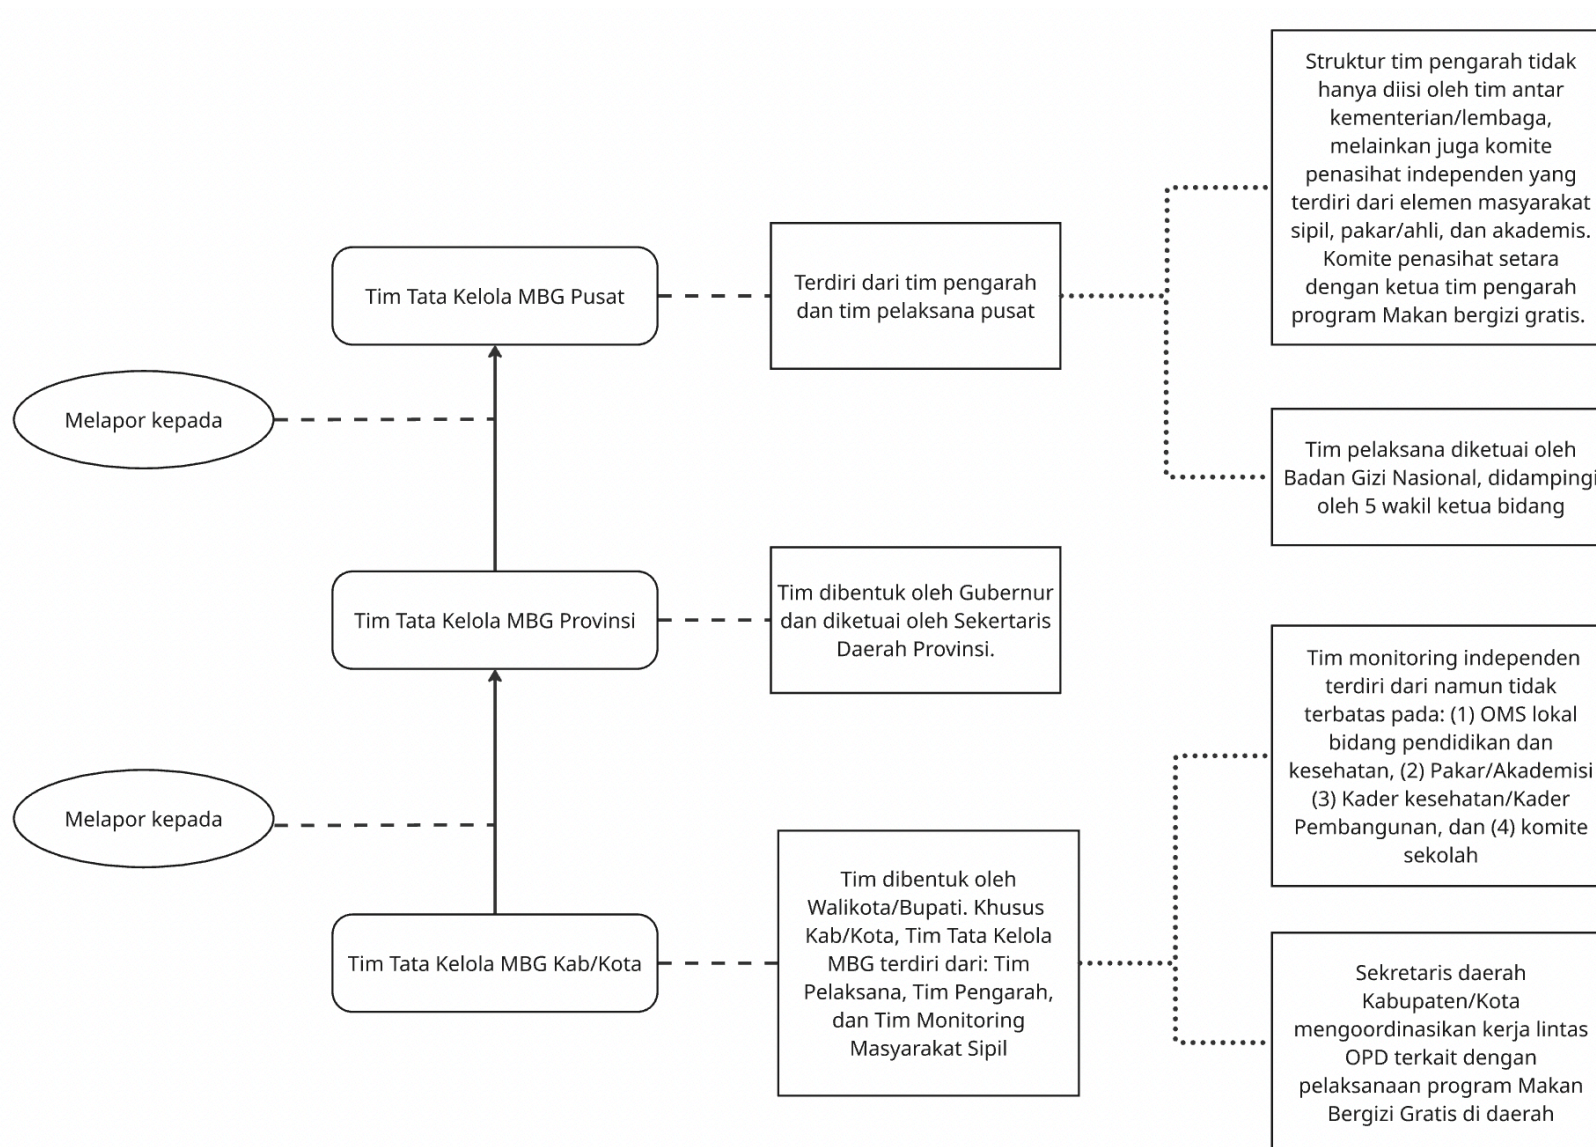 Struktur tim pengarah tidak
hanya diisi oleh tim antar
kementerian/lembaga,
melainkan juga komite
penasihat independen yang
terdiri dari elemen masyarakat
sipil, pakar/ahli, dan akademis.
Komite penasihat setara
dengan ketua tim pengarah
program Makan bergizi gratis.
Tim Tata Kelola MBG Pusat
Terdiri dari tim pengarah
dan tim pelaksana pusat
Melapor kepada
Tim pelaksana diketuai oleh
Badan Gizi Nasional, didampingi
oleh 5 wakil ketua bidang
Tim Tata Kelola MBG Provinsi
Tim dibentuk oleh Gubernur
dan diketuai oleh Sekertaris
Daerah Provinsi.
Tim monitoring independen
terdiri dari namun tidak
terbatas pada: (1) OMS lokal
bidang pendidikan dan
kesehatan, (2) Pakar/Akademisi
(3) Kader kesehatan/Kader
Pembangunan, dan (4) komite
sekolah
Melapor kepada
Tim Tata Kelola MBG Kab/Kota
Tim dibentuk oleh
Walikota/Bupati. Khusus
Kab/Kota, Tim Tata Kelola
MBG terdiri dari: Tim
Pelaksana, Tim Pengarah,
dan Tim Monitoring
Masyarakat Sipil
Sekretaris daerah
Kabupaten/Kota
mengoordinasikan kerja lintas
OPD terkait dengan
pelaksanaan program Makan
Bergizi Gratis di daerah